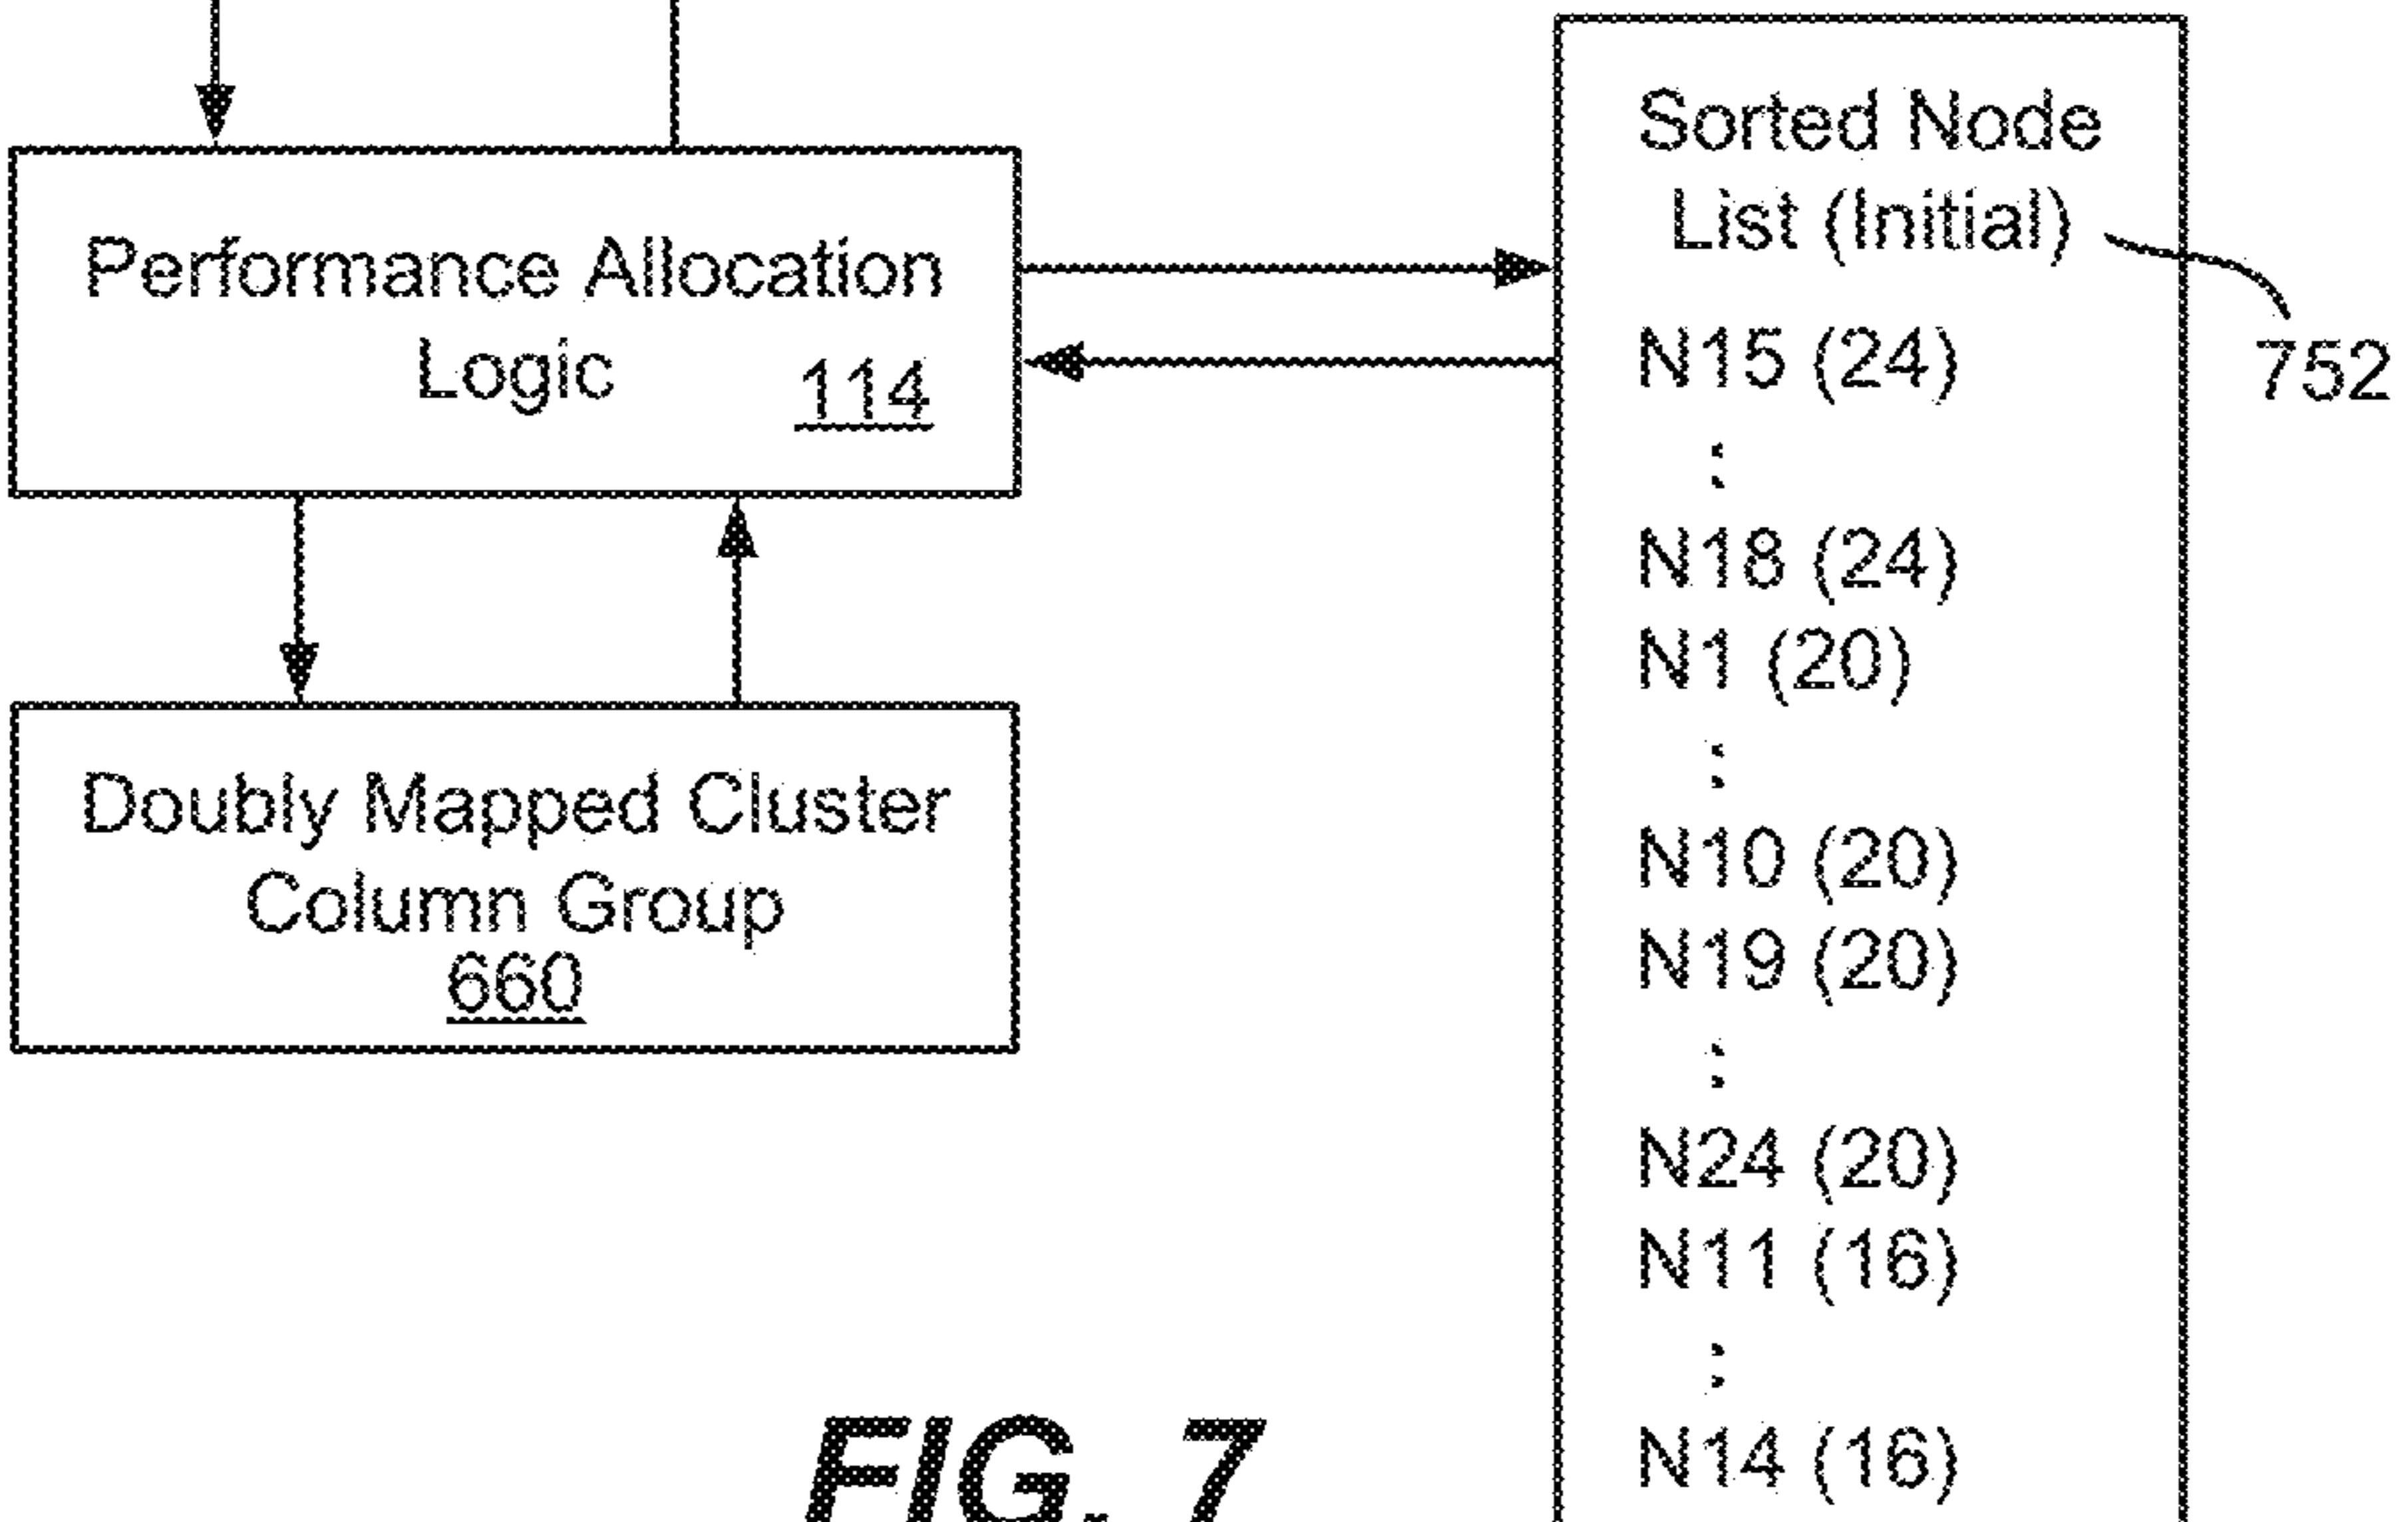 Performance Allocation
Logic 114
Doubly Mapped Cluster
Column Group
660
Sorted Node
List (Initial)
752
N15 (24)
:
N18 (24)
N1 (20)
:
N10 (20)
N19 (20)
:
N24 (20)
N11 (16)
:
N14 (16)
FIG. 7